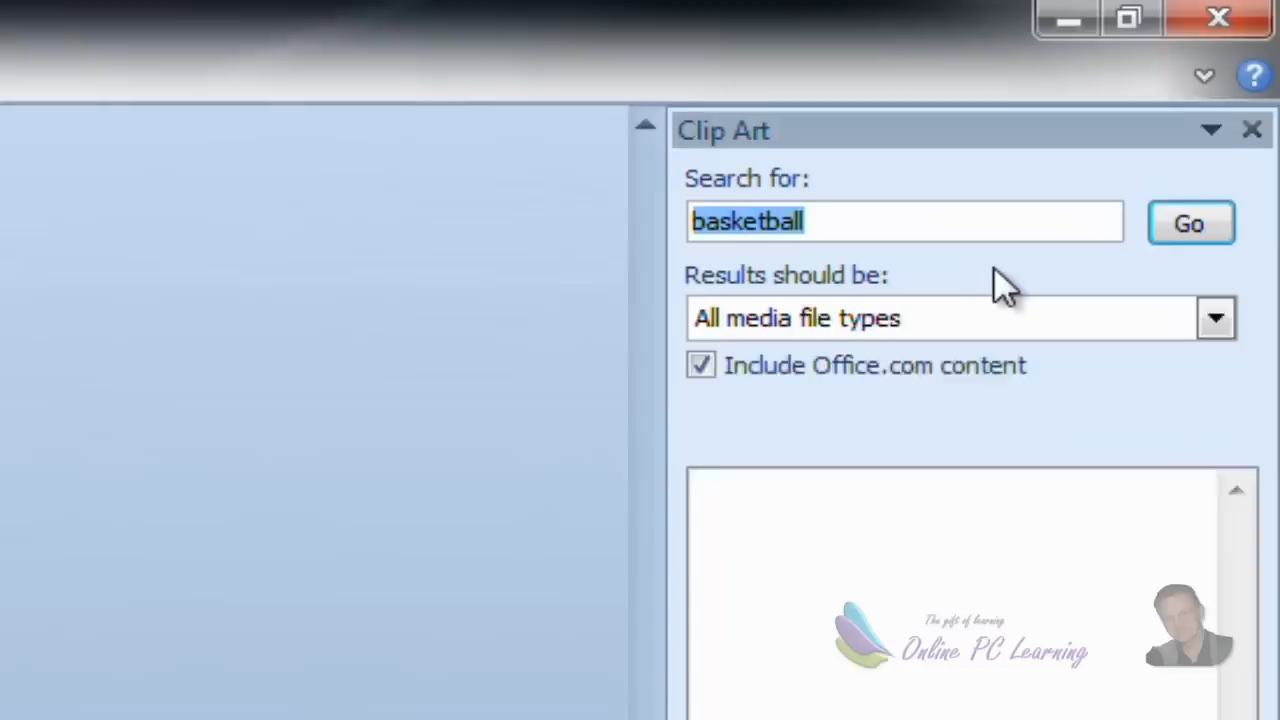 Clip Art
Search for:
basketball
Go
Results should be:
All media file types
Include Office.com content
The gift of learning
Online PC Learning